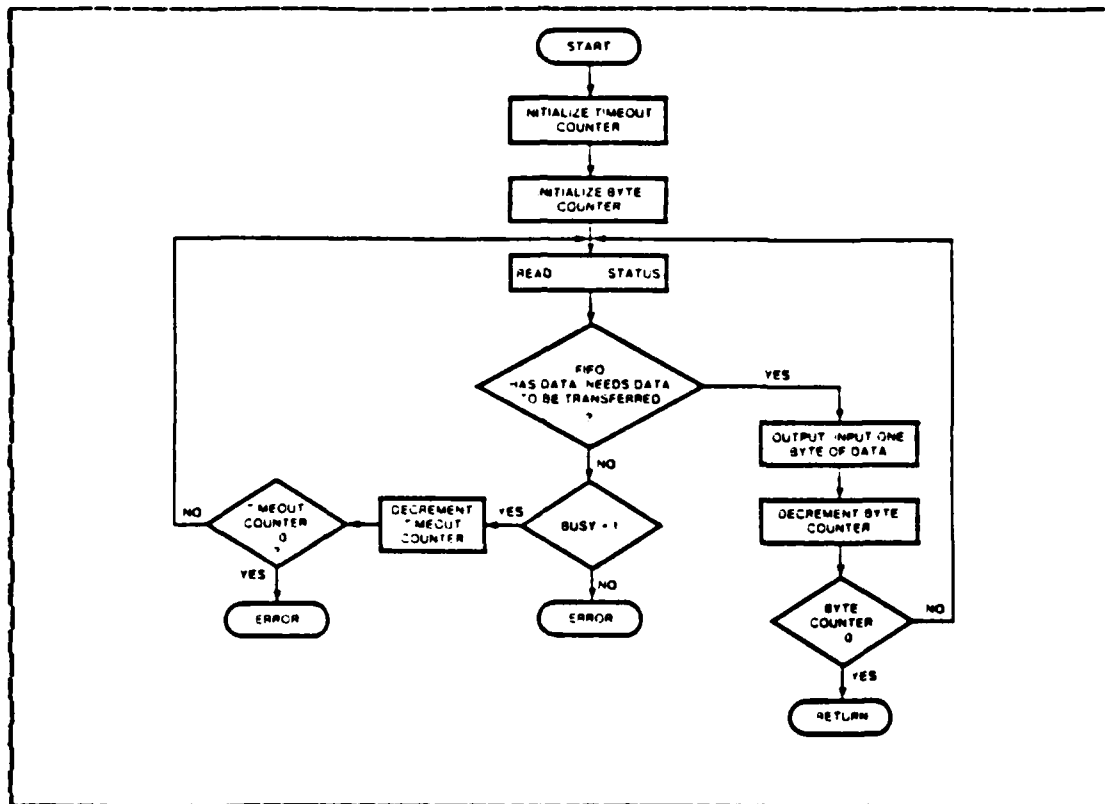 START
INITIALIZE TIMEOUT
COUNTER
INITIALIZE BYTE
COUNTER
READ STATUS
FIFO
HAS DATA NEEDS DATA
TO BE TRANSFERRED
?
YES
OUTPUT INPUT ONE
BYTE OF DATA
DECREMENT BYTE
COUNTER
BYTE
COUNTER
0
NO
YES
RETURN
NO
BUSY = 1
NO
ERROR
YES
DECREMENT
TIMEOUT
COUNTER
TIMEOUT
COUNTER
0
?
NO
YES
ERROR